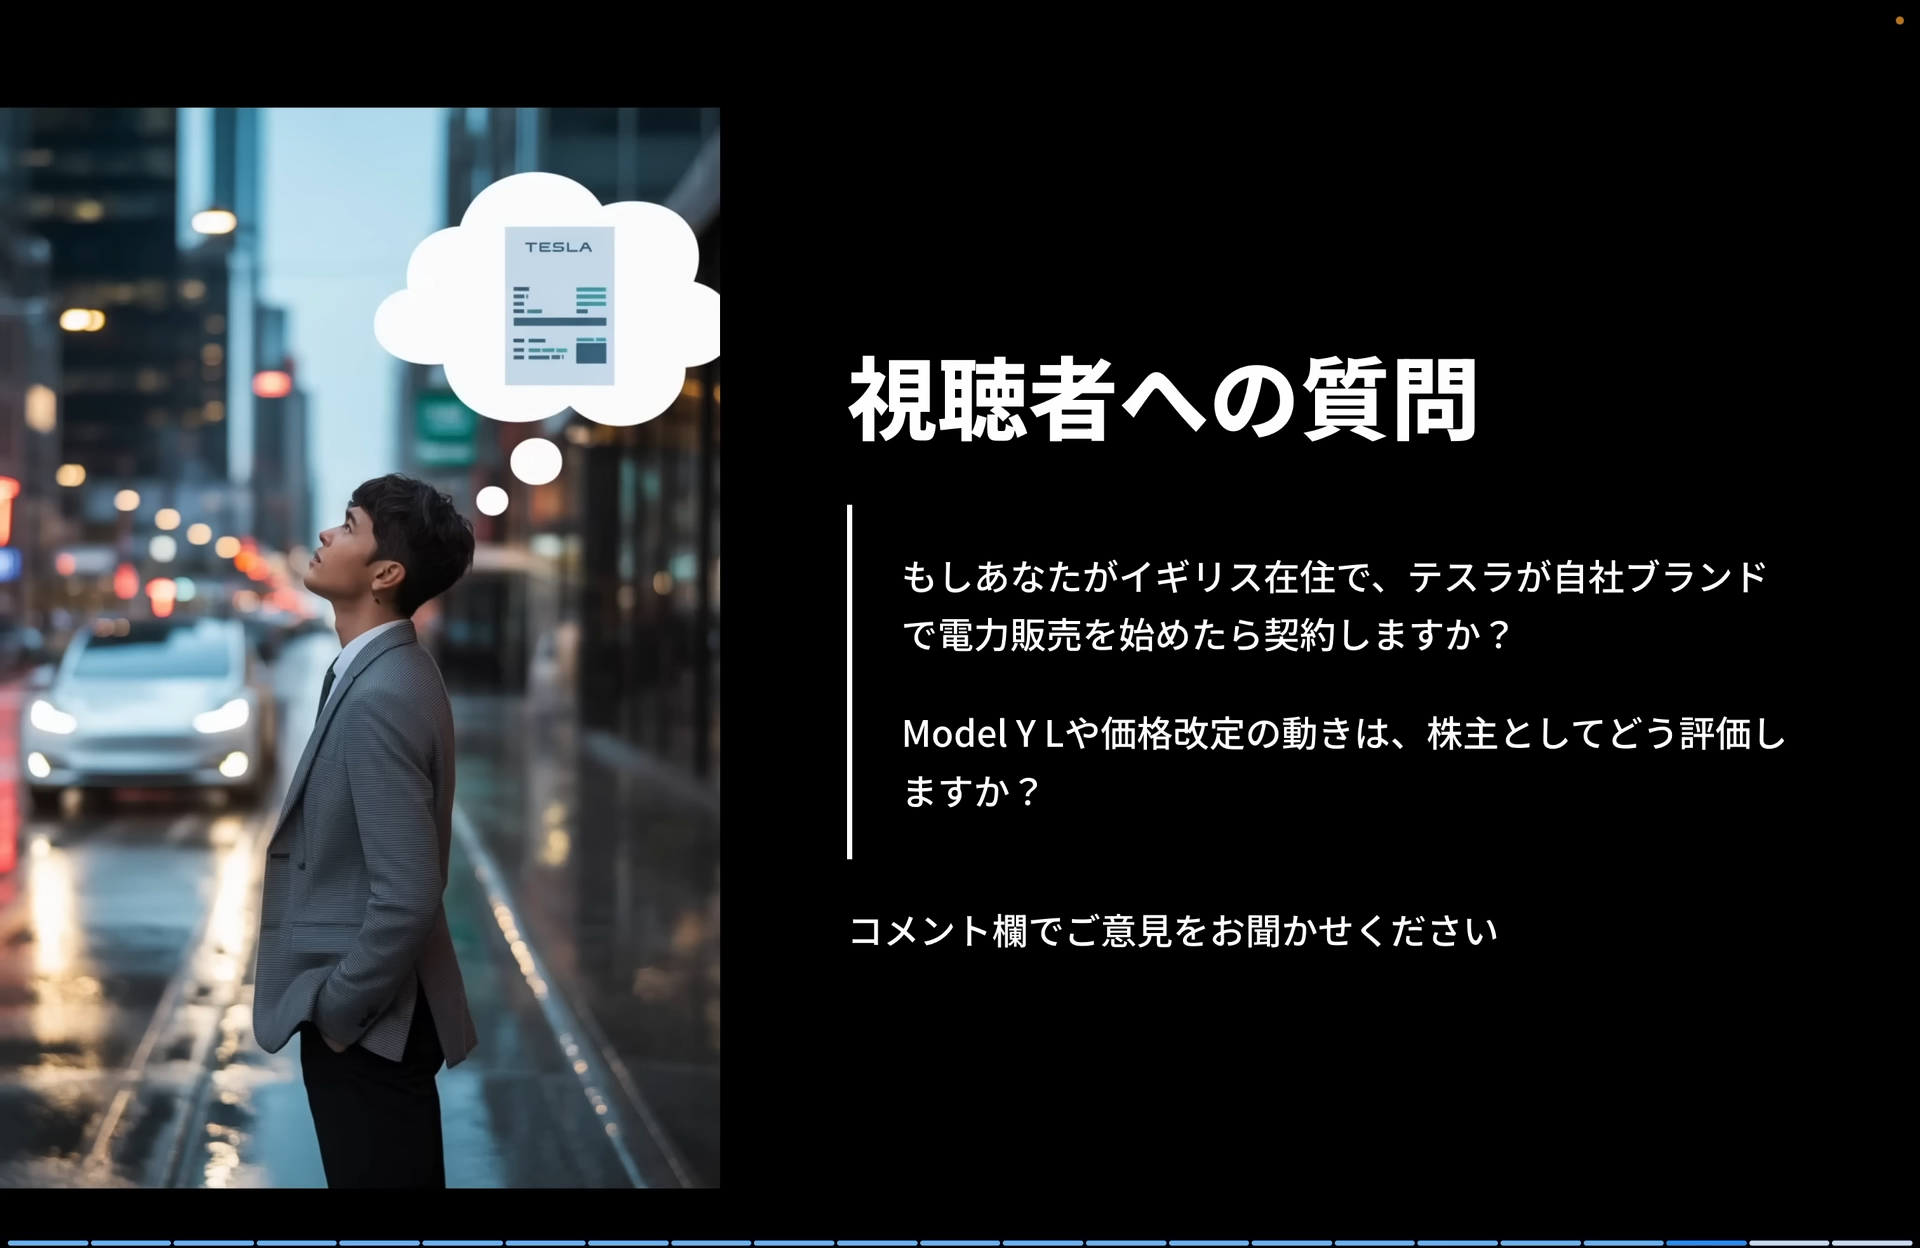 TESLA
視聴者への質問
もしあなたがイギリス在住で、テスラが自社ブランド
で電力販売を始めたら契約しますか？
Model Y Lや価格改定の動きは、株主としてどう評価し
ますか？
コメント欄でご意見をお聞かせください